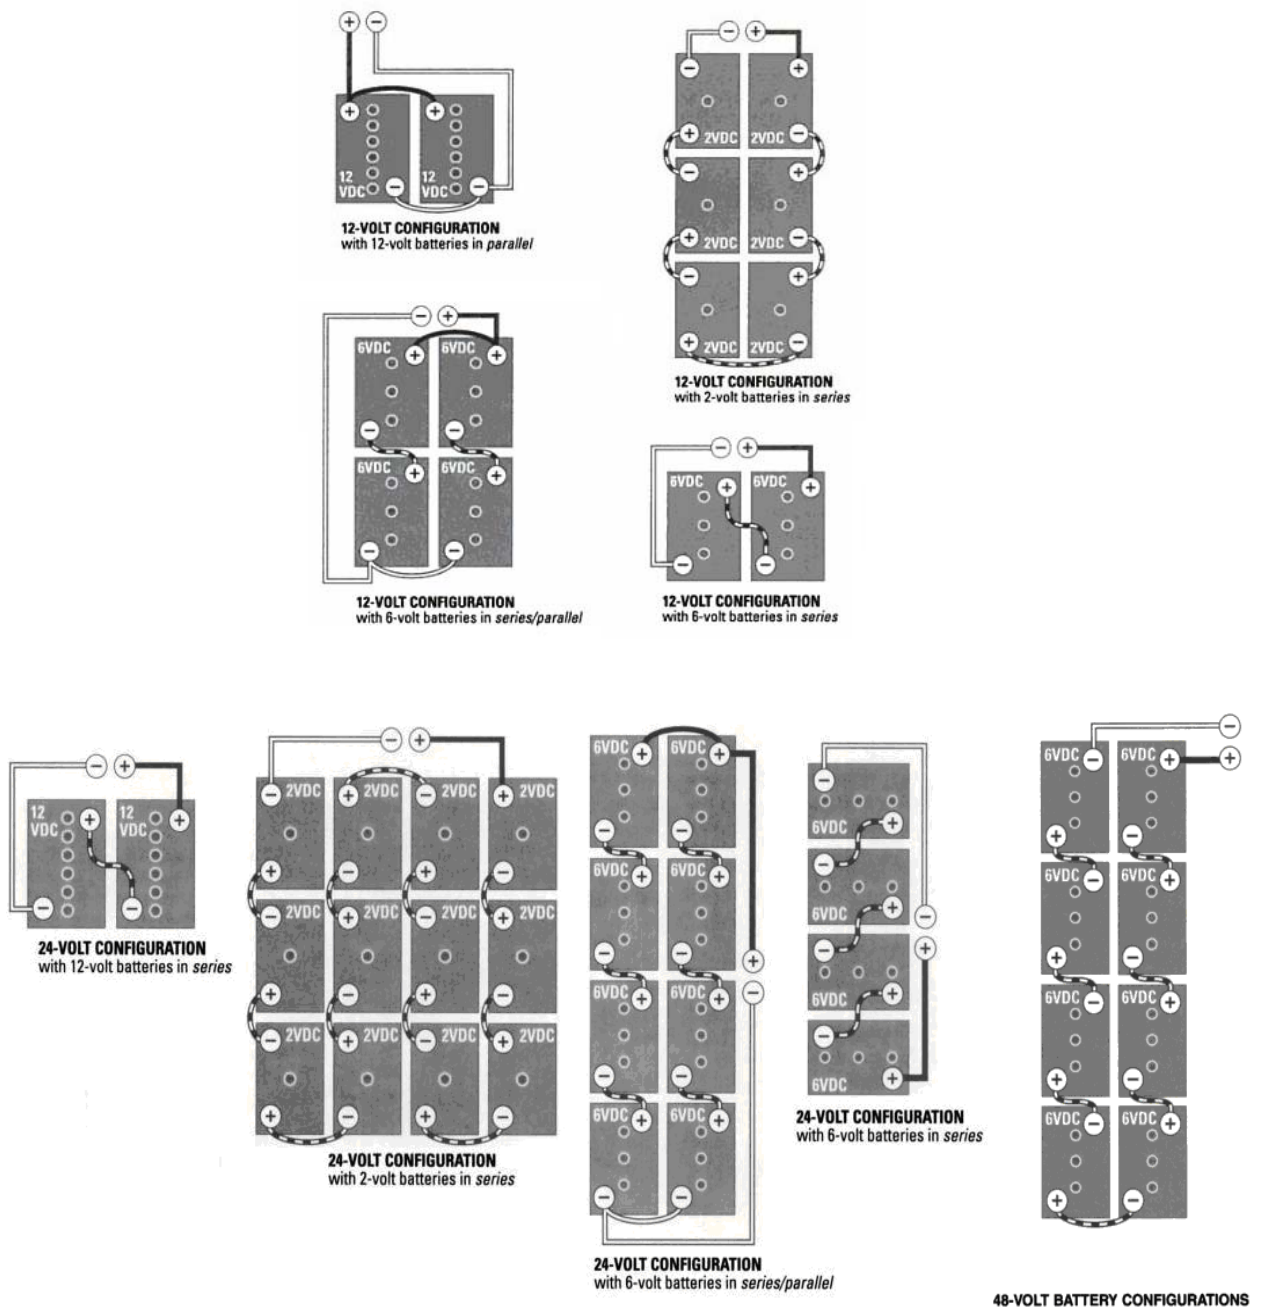 + −
+ + 
12
VDC
−
12
VDC
−
12-VOLT CONFIGURATION
with 12-volt batteries in parallel
− +
− +
+ 2VDC 2VDC −
− +
+ 2VDC 2VDC −
− +
+ 2VDC 2VDC −
12-VOLT CONFIGURATION
with 2-volt batteries in series
− +
6VDC + 6VDC +
− −
6VDC + 6VDC +
− −
12-VOLT CONFIGURATION
with 6-volt batteries in series/parallel
− +
6VDC + 6VDC +
− −
12-VOLT CONFIGURATION
with 6-volt batteries in series
− +
12
VDC
+
12
VDC
+
− −
24-VOLT CONFIGURATION
with 12-volt batteries in series
− +
− 2VDC + 2VDC − 2VDC + 2VDC
+ − + −
− 2VDC + 2VDC − 2VDC + 2VDC
+ − + −
− 2VDC + 2VDC − 2VDC + 2VDC
+ − + −
24-VOLT CONFIGURATION
with 2-volt batteries in series
6VDC + 6VDC +
− −
6VDC + 6VDC +
− −
+
6VDC + 6VDC +
−
− −
6VDC + 6VDC +
− −
24-VOLT CONFIGURATION
with 6-volt batteries in series/parallel
−
6VDC +
−
6VDC +
−
−
+
6VDC +
−
6VDC +
24-VOLT CONFIGURATION
with 6-volt batteries in series
−
6VDC − 6VDC + +
+ −
6VDC − 6VDC +
+ −
6VDC − 6VDC +
+ −
6VDC − 6VDC +
+ −
48-VOLT BATTERY CONFIGURATIONS